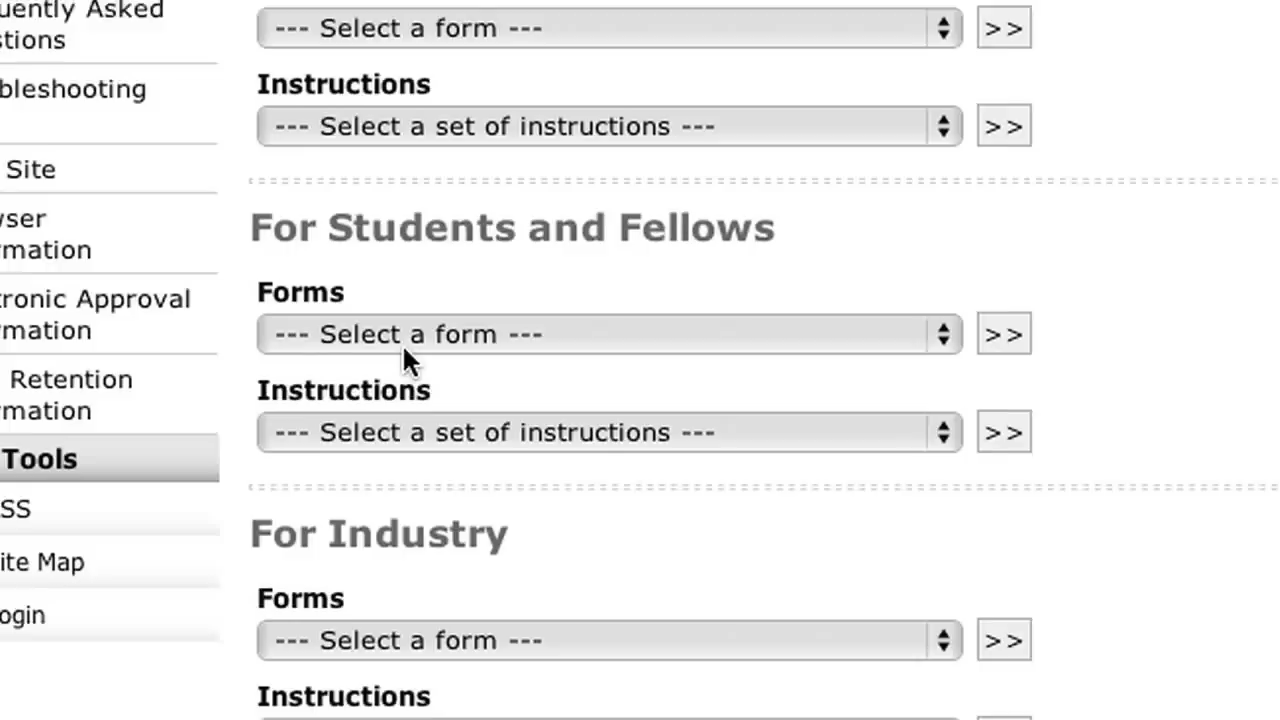 uently Asked
stions
bleshooting
Site
wser
rmation
tronic Approval
rmation
Retention
rmation
Tools
SS
ite Map
ogin
--- Select a form --- >>
Instructions
--- Select a set of instructions --- >>
For Students and Fellows
Forms
--- Select a form --- >>
Instructions
--- Select a set of instructions --- >>
For Industry
Forms
--- Select a form --- >>
Instructions